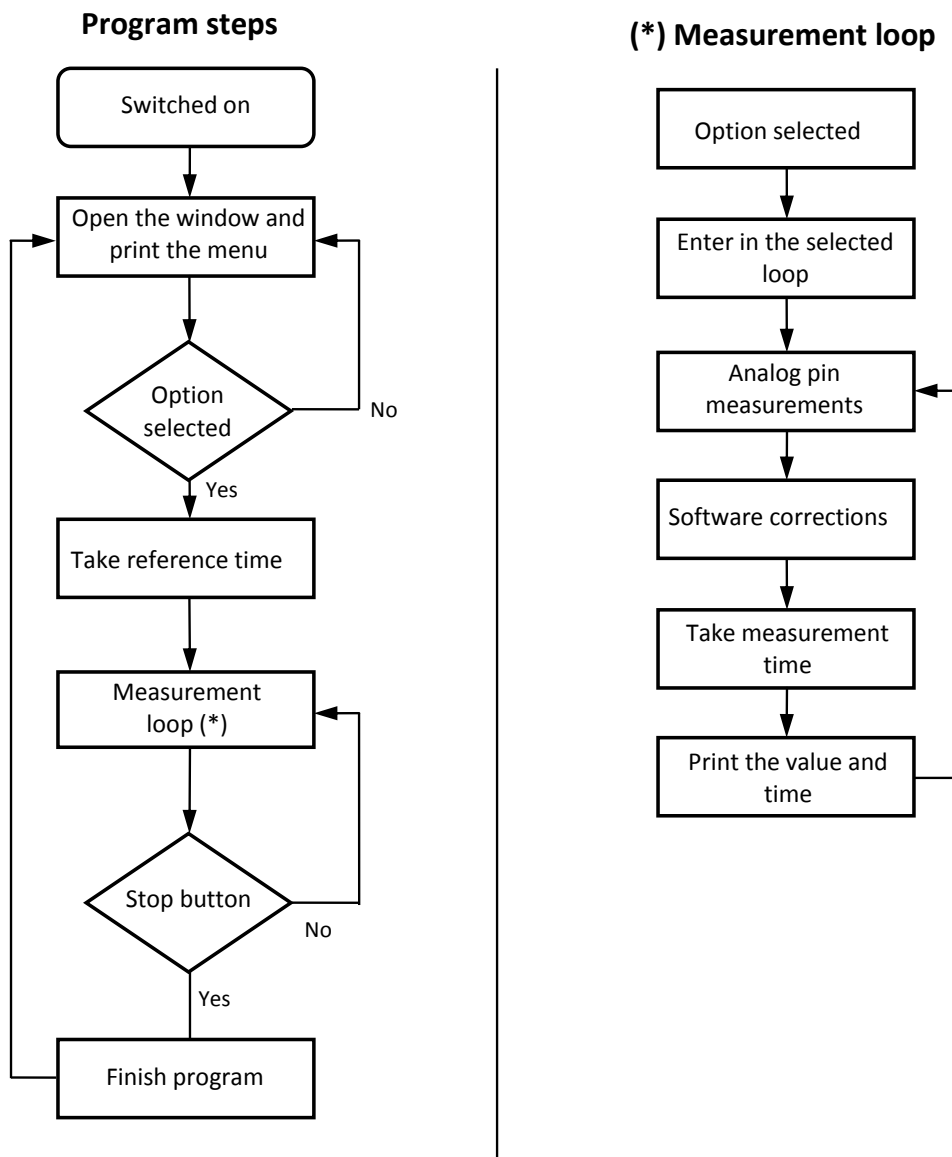 Program steps
Switched on
Open the window and
print the menu
Option
selected
No
Yes
Take reference time
Measurement
loop (*)
Stop button
No
Yes
Finish program
(*) Measurement loop
Option selected
Enter in the selected
loop
Analog pin
measurements
Software corrections
Take measurement
time
Print the value and
time